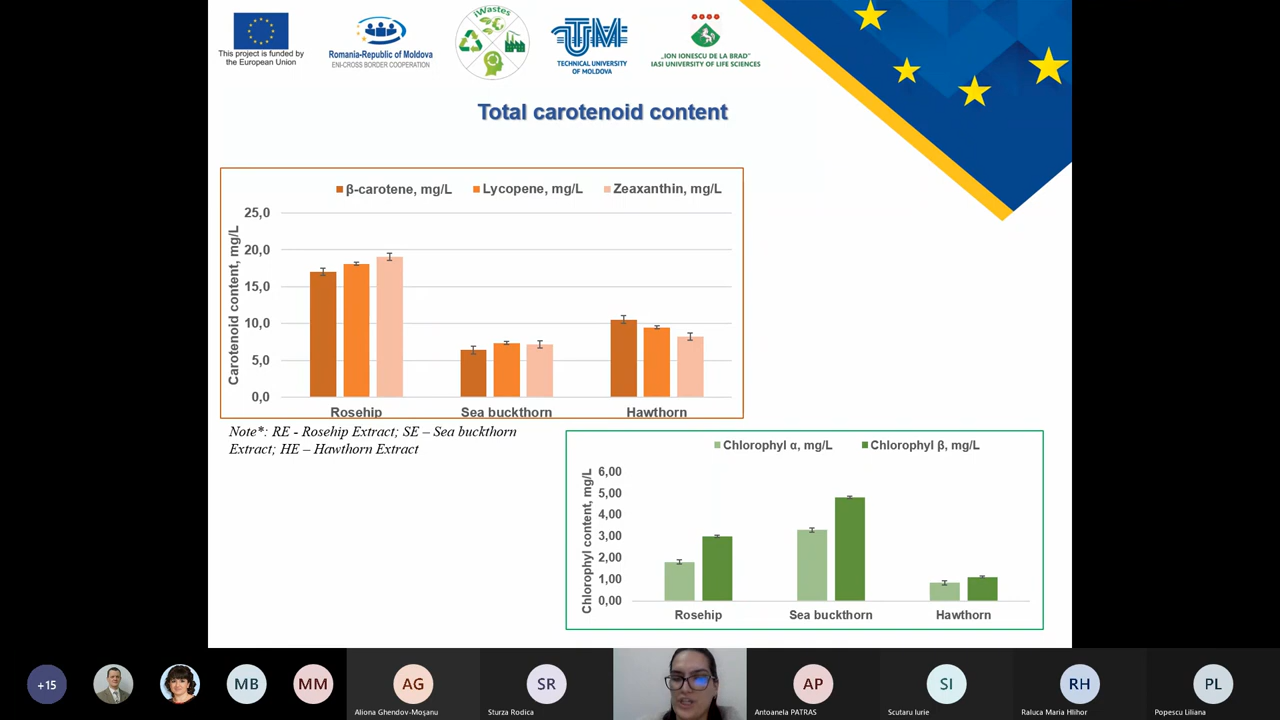 This project is funded by
the European Union
Romania-Republic of Moldova
ENI-CROSS BORDER COOPERATION
iWastes
UTM
TECHNICAL UNIVERSITY
OF MOLDOVA
„ION IONESCU DE LA BRAD”
IASI UNIVERSITY OF LIFE SCIENCES
Total carotenoid content
β-carotene, mg/L Lycopene, mg/L Zeaxanthin, mg/L
Carotenoid content, mg/L
25,0
20,0
15,0
10,0
5,0
0,0
Rosehip Sea buckthorn Hawthorn
Note*: RE - Rosehip Extract; SE – Sea buckthorn
Extract; HE – Hawthorn Extract
Chlorophyl α, mg/L Chlorophyl β, mg/L
Chlorophyl content, mg/L
6,00
5,00
4,00
3,00
2,00
1,00
0,00
Rosehip Sea buckthorn Hawthorn
+15 MB MM AG SR AP SI RH PL
Aliona Ghendov-Moșanu Sturza Rodica Antoanela PATRAS Scutaru Iurie Raluca Maria Hlihor Popescu Liliana